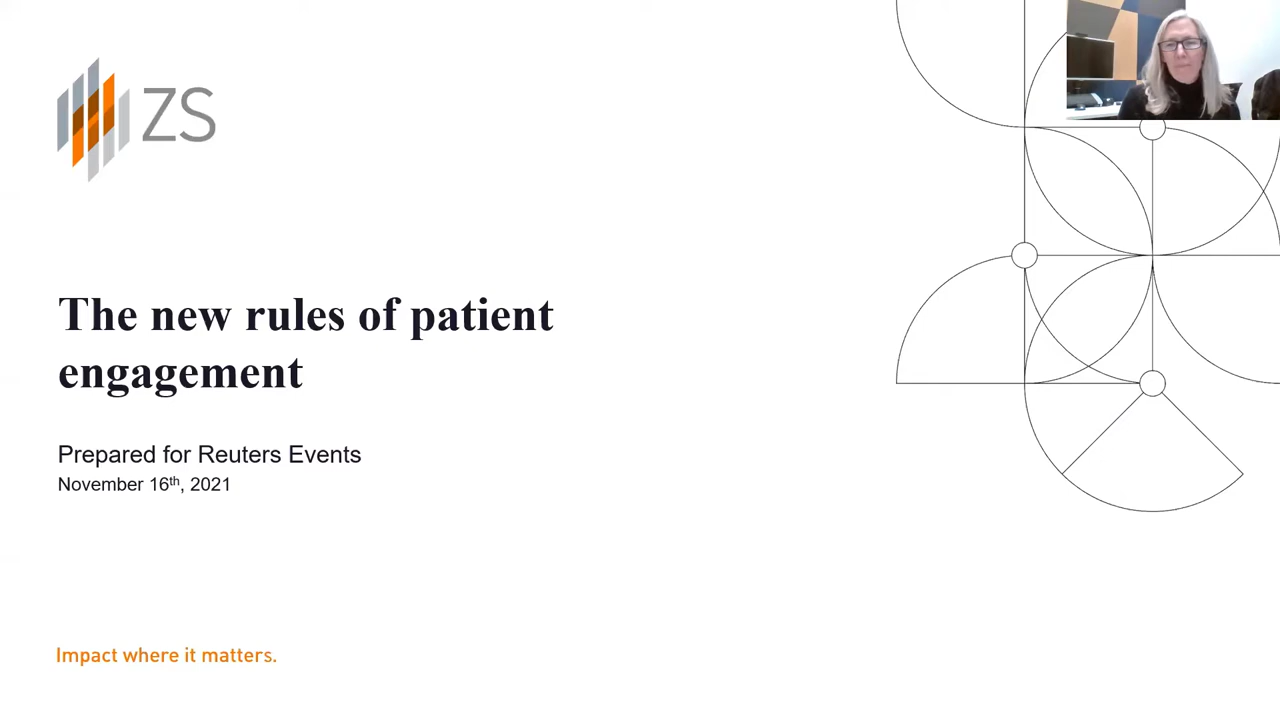 ZS
The new rules of patient
engagement
Prepared for Reuters Events
November 16th, 2021
Impact where it matters.